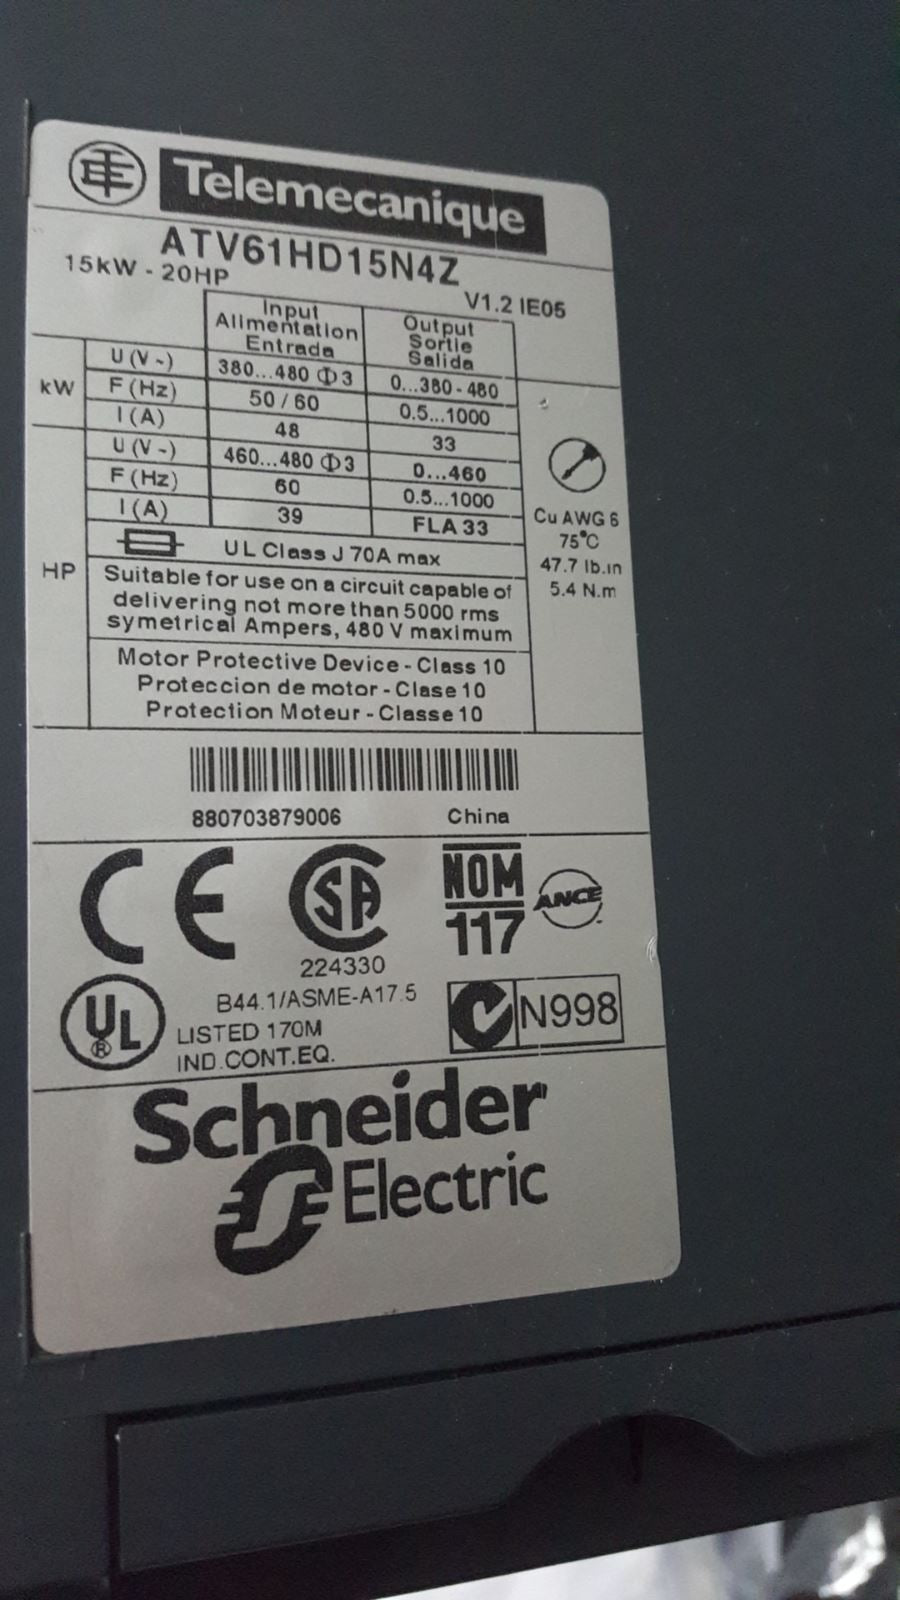 Telemecanique
ATV61HD15N4Z
15kW - 20HP
V1.2 IE05
Input Output
Alimentation Sortie
Entrada Salida
kW
U (V ~) 380...480 Φ3 0...380 - 480
F (Hz) 50 / 60 0.5...1000
I (A) 48 33
HP
U (V ~) 460...480 Φ3 0...460
F (Hz) 60 0.5...1000
I (A) 39 FLA 33
UL Class J 70A max
Suitable for use on a circuit capable of
delivering not more than 5000 rms
symetrical Ampers, 480 V maximum
Motor Protective Device - Class 10
Proteccion de motor - Clase 10
Protection Moteur - Classe 10
Cu AWG 6
75°C
47.7 lb.in
5.4 N.m
880703879006 China
CE SA NOM
117 ANCE
224330
UL ®
B44.1/ASME-A17.5
LISTED 170M
IND.CONT.EQ.
N998
Schneider
Electric